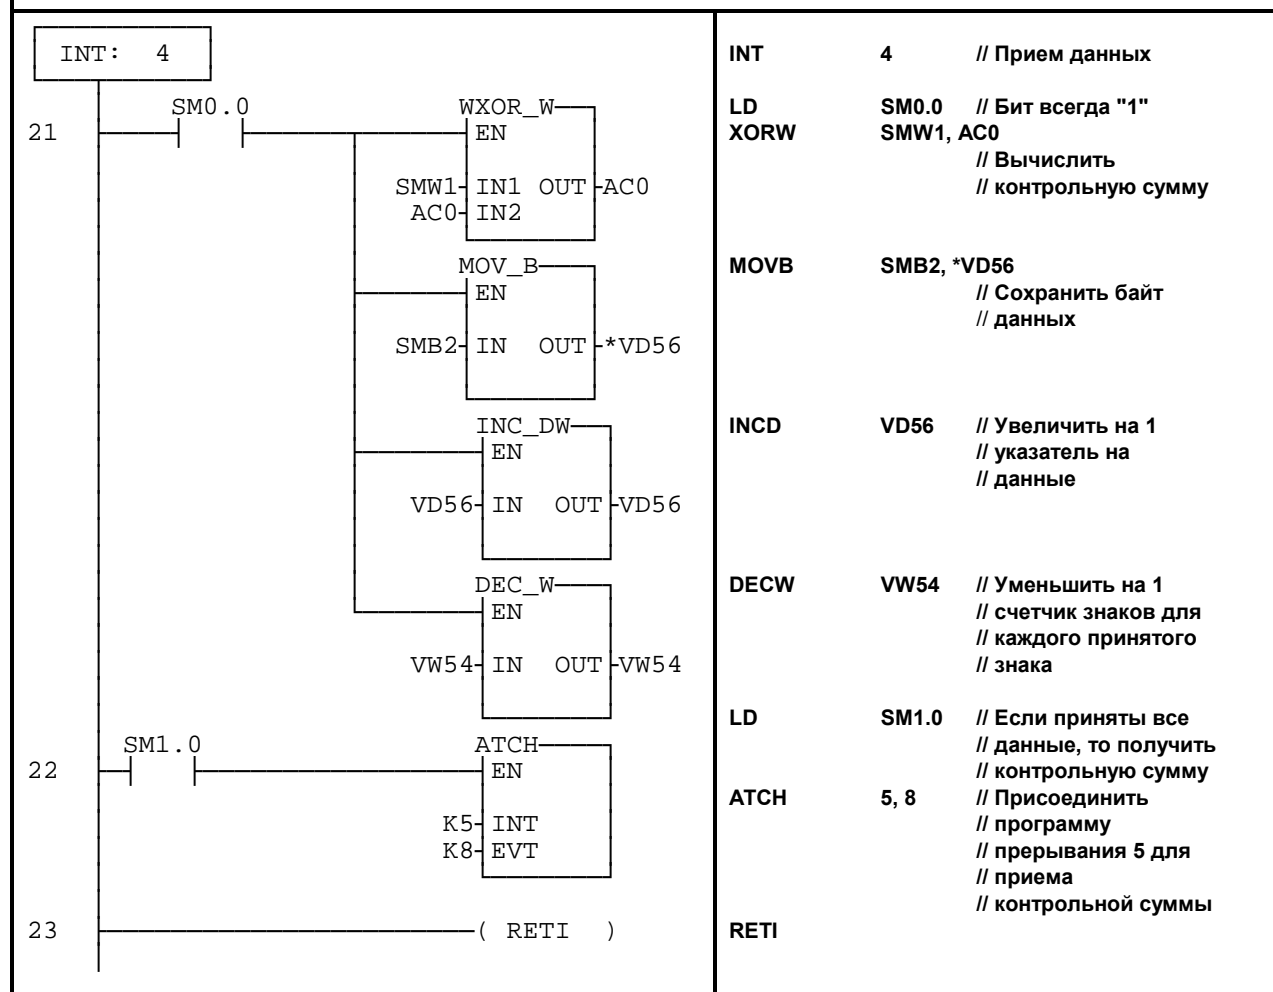 INT: 4
21
SM0.0
WXOR_W
EN
SMW1 IN1 OUT AC0
AC0 IN2
MOV_B
EN
SMB2 IN OUT *VD56
INC_DW
EN
VD56 IN OUT VD56
DEC_W
EN
VW54 IN OUT VW54
22
SM1.0
ATCH
EN
K5 INT
K8 EVT
23
( RETI )
INT 4 // Прием данных
LD SM0.0 // Бит всегда "1"
XORW SMW1, AC0
// Вычислить
// контрольную сумму
MOVB SMB2, *VD56
// Сохранить байт
// данных
INCD VD56 // Увеличить на 1
// указатель на
// данные
DECW VW54 // Уменьшить на 1
// счетчик знаков для
// каждого принятого
// знака
LD SM1.0 // Если приняты все
// данные, то получить
// контрольную сумму
ATCH 5, 8 // Присоединить
// программу
// прерывания 5 для
// приема
// контрольной суммы
RETI